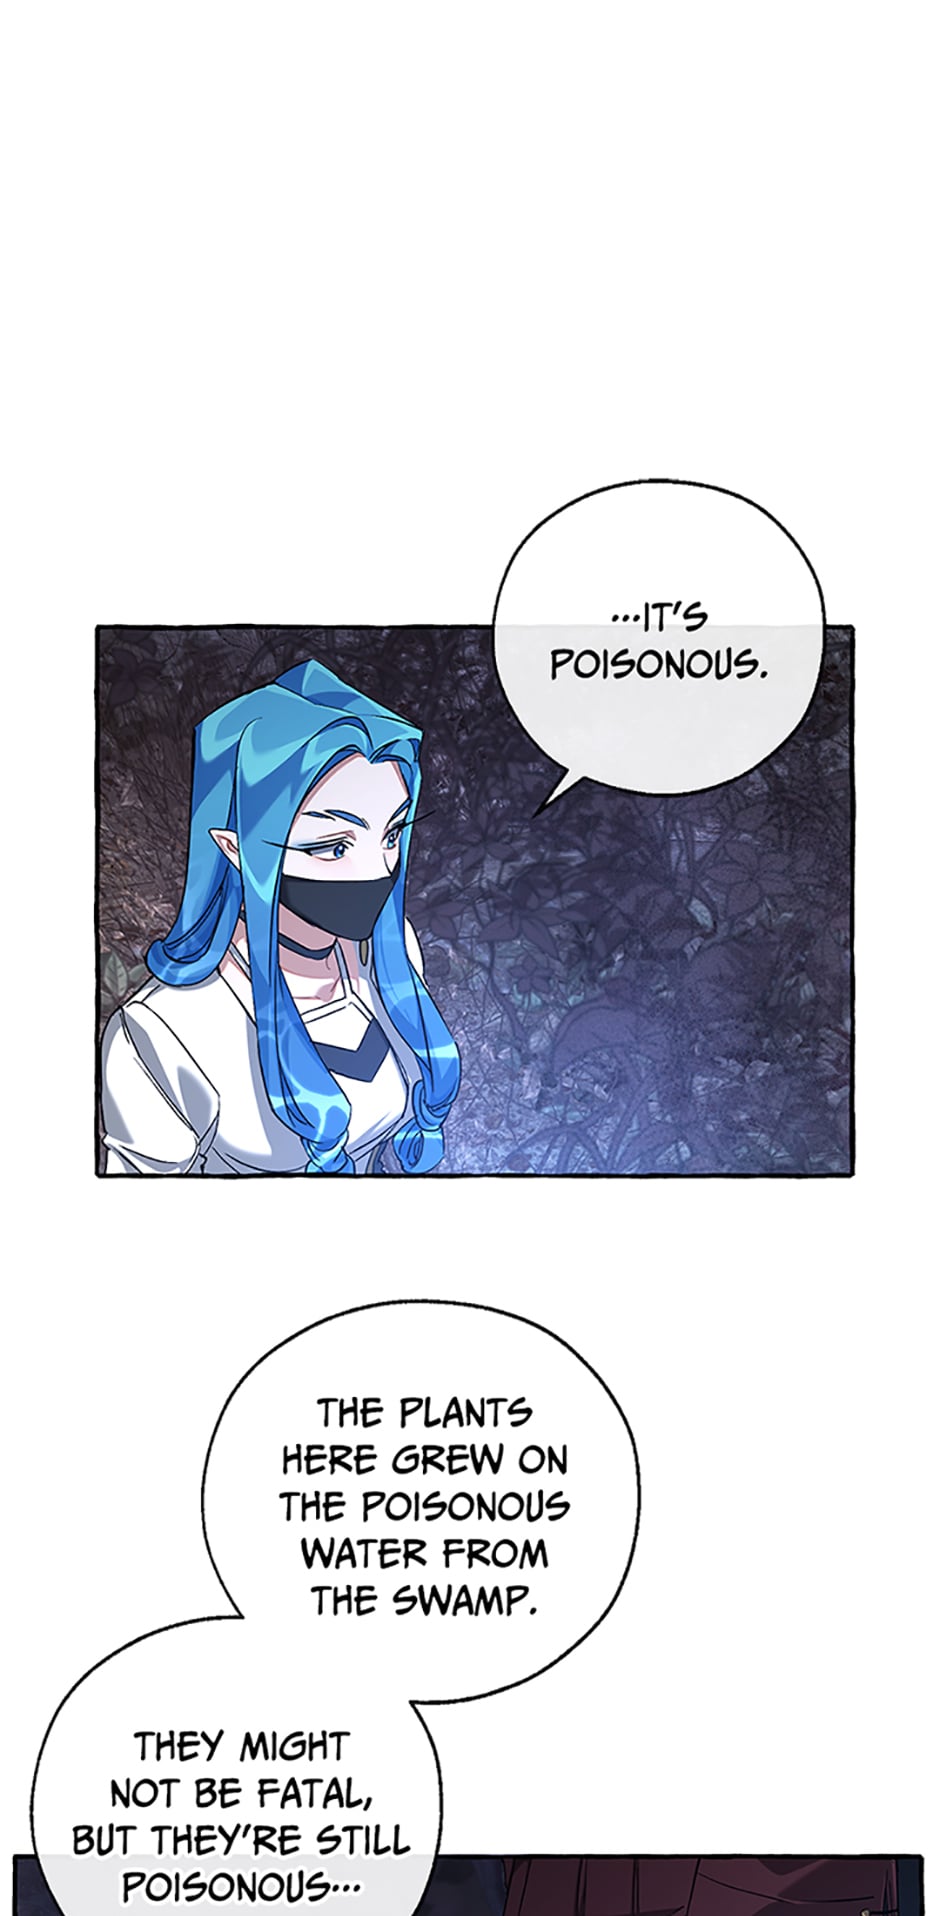 ...IT'S
POISONOUS.
THE PLANTS
HERE GREW ON
THE POISONOUS
WATER FROM
THE SWAMP.
THEY MIGHT
NOT BE FATAL,
BUT THEY'RE STILL
POISONOUS...